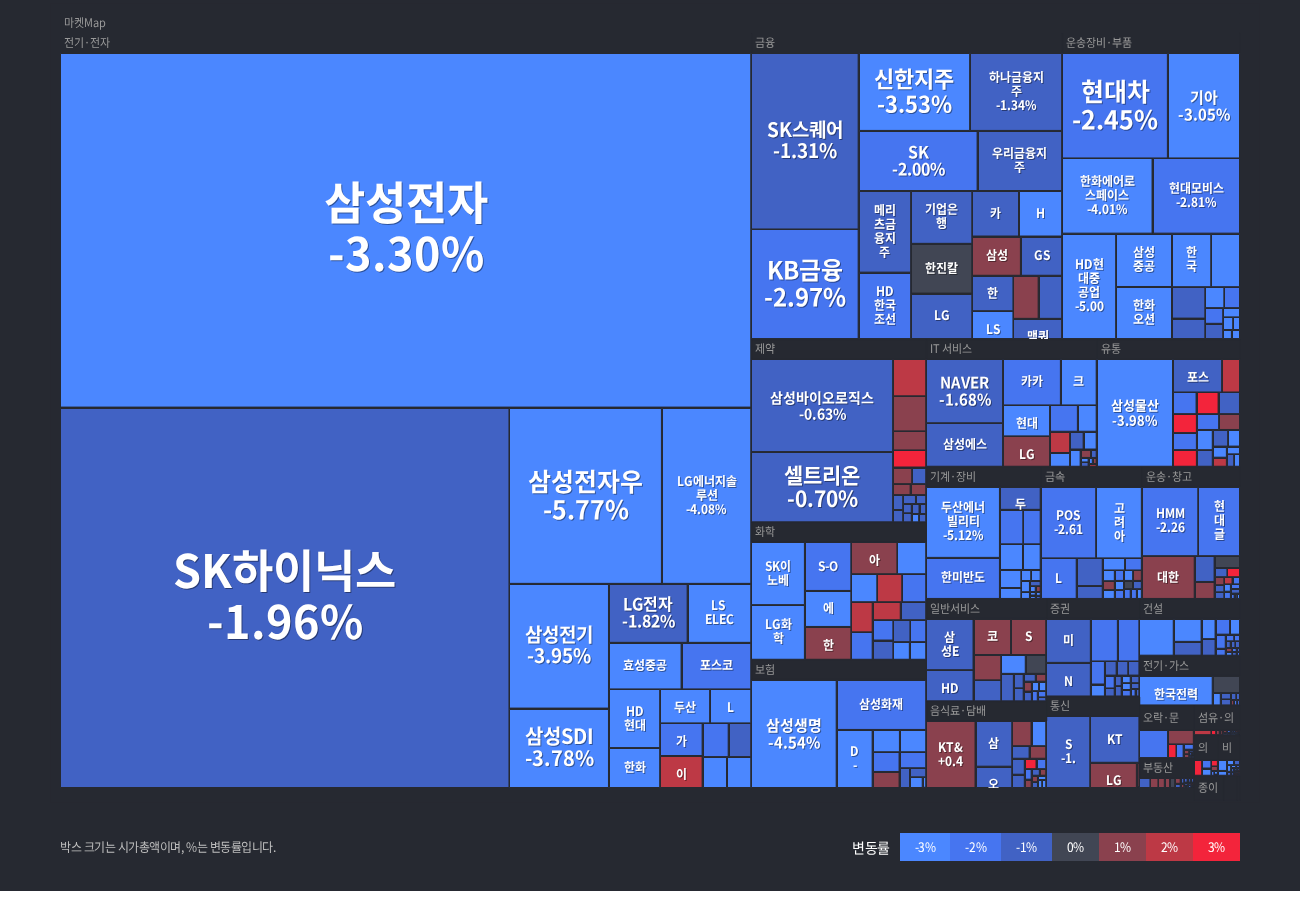 마켓Map
전기·전자
삼성전자
-3.30%
SK하이닉스
-1.96%
삼성전자우
-5.77%
LG에너지솔
루션
-4.08%
삼성전기
-3.95%
삼성SDI
-3.78%
LG전자
-1.82%
LS
ELEC
효성중공
포스코
HD
현대
두산
L
가
한화
이
금융
SK스퀘어
-1.31%
KB금융
-2.97%
신한지주
-3.53%
하나금융지
주
-1.34%
SK
-2.00%
우리금융지
주
메리
츠금
융지
주
기업은
행
카
H
한진칼
삼성
GS
HD
한국
조선
LG
한
LS
맥쿼
운송장비·부품
현대차
-2.45%
기아
-3.05%
한화에어로
스페이스
-4.01%
현대모비스
-2.81%
HD현
대중
공업
-5.00
삼성
중공
한
국
한화
오션
제약
삼성바이오로직스
-0.63%
셀트리온
-0.70%
IT 서비스
NAVER
-1.68%
카카
크
현대
삼성에스
LG
유통
삼성물산
-3.98%
포스
화학
SK이
노베
S-O
아
에
LG화
학
한
보험
삼성생명
-4.54%
삼성화재
D
-
기계·장비
두산에너
빌리티
-5.12%
두
한미반도
금속
POS
-2.61
고
려
아
L
운송·창고
HMM
-2.26
현
대
글
대한
일반서비스
삼
성E
코
S
HD
증권
미
N
건설
전기·가스
한국전력
음식료·담배
KT&
+0.4
삼
오
통신
S
-1.
KT
LG
오락·문
섬유·의
의
비
부동산
종이
박스 크기는 시가총액이며, %는 변동률입니다.
변동률
-3%
-2%
-1%
0%
1%
2%
3%